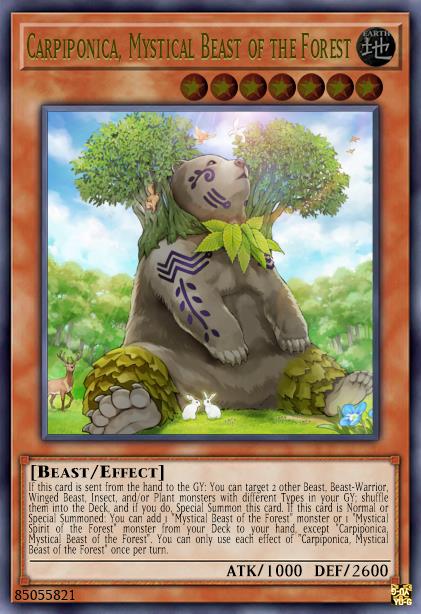 CARPIPONICA, MYSTICAL BEAST OF THE FOREST
EARTH
地
[BEAST/EFFECT]
If this card is sent from the hand to the GY: You can target 2 other Beast, Beast-Warrior,
Winged Beast, Insect, and/or Plant monsters with different Types in your GY; shuffle
them into the Deck, and if you do, Special Summon this card. If this card is Normal or
Special Summoned: You can add 1 "Mystical Beast of the Forest" monster or 1 "Mystical
Spirit of the Forest" monster from your Deck to your hand, except "Carpiponica,
Mystical Beast of the Forest". You can only use each effect of "Carpiponica, Mystical
Beast of the Forest" once per turn.
ATK/1000 DEF/2600
85055821